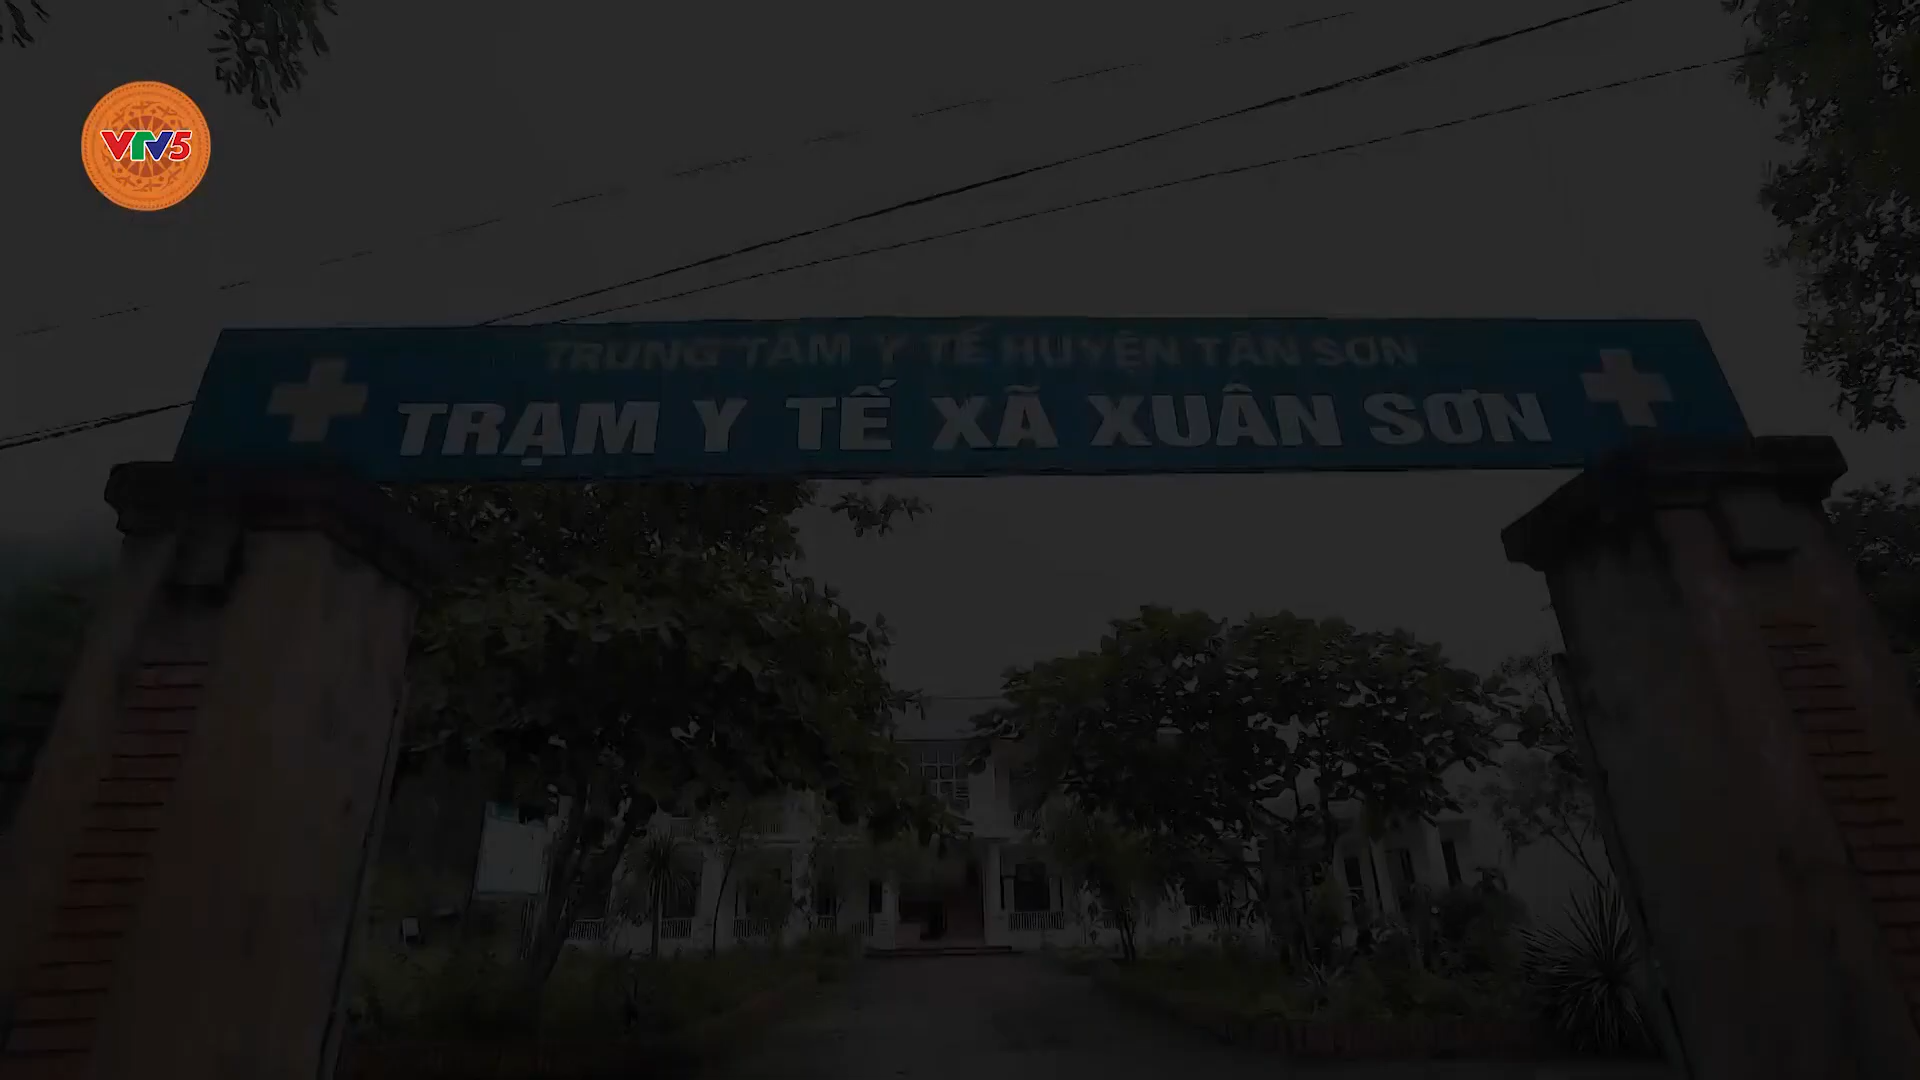 VTV5
TRUNG TÂM Y TẾ HUYỆN TÂN SƠN
TRẠM Y TẾ XÃ XUÂN SƠN